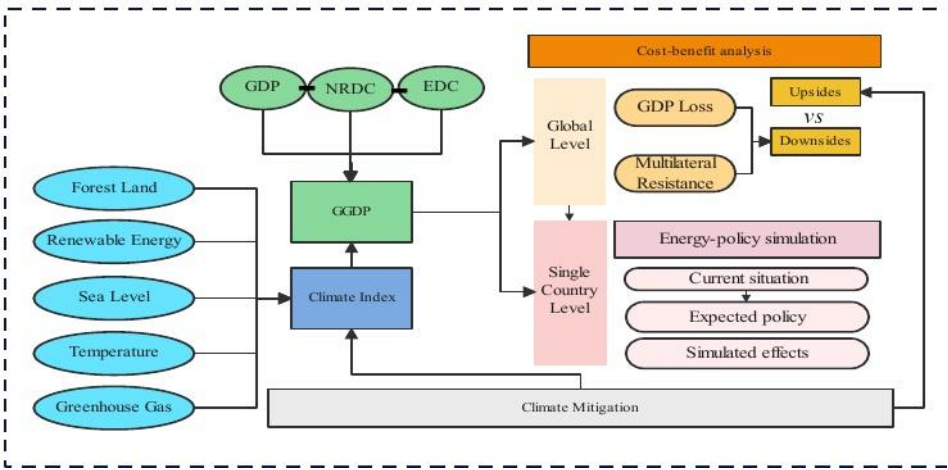 Cost-benefit analysis
GDP
NRDC
EDC
Global
Level
GDP Loss
Upsides
vs
Downsides
Multilateral
Resistance
Forest Land
Renewable Energy
Sea Level
Temperature
Greenhouse Gas
GGDP
Climate Index
Single
Country
Level
Energy-policy simulation
Current situation
Expected policy
Simulated effects
Climate Mitigation